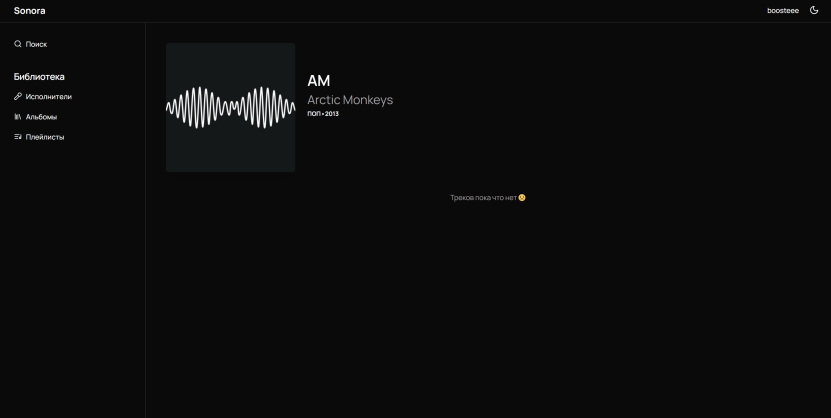 Sonora
boosteee
Поиск
Библиотека
Исполнители
Альбомы
Плейлисты
AM
Arctic Monkeys
ПОП•2013
Треков пока что нет 😕